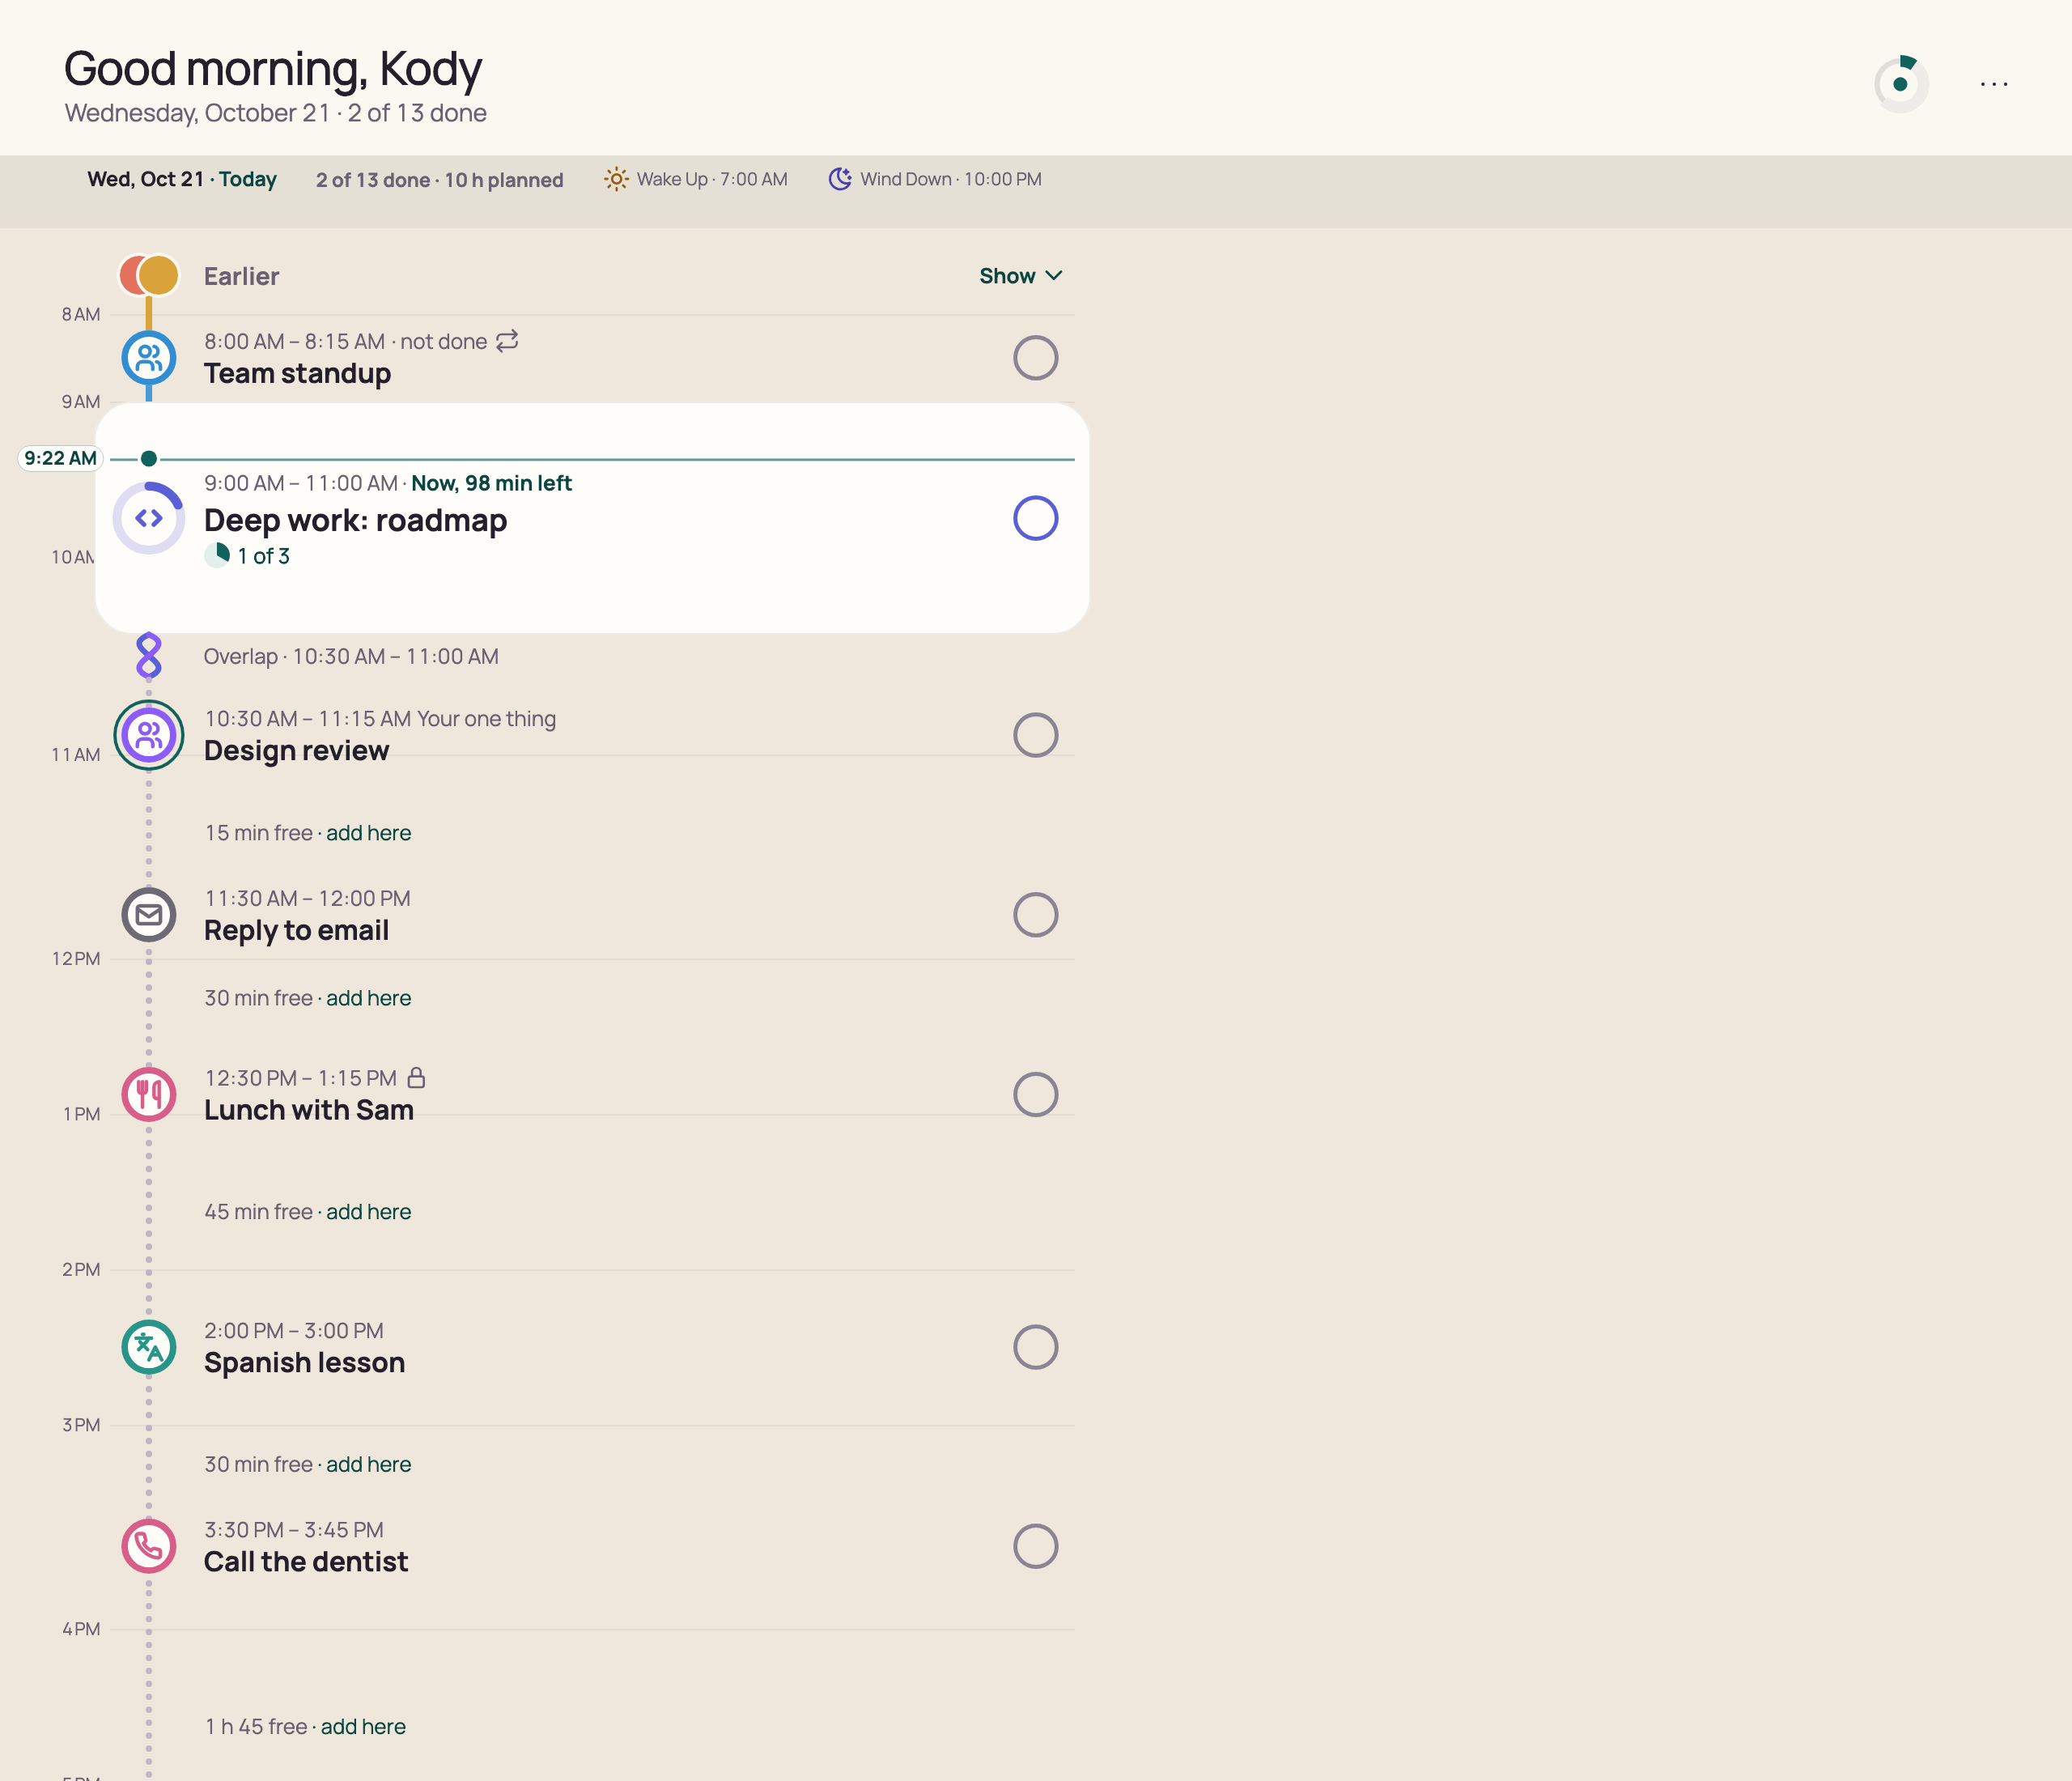 Good morning, Kody
Wednesday, October 21 · 2 of 13 done
Wed, Oct 21 · Today
2 of 13 done · 10 h planned
Wake Up · 7:00 AM
Wind Down · 10:00 PM
Earlier
Show
8 AM
8:00 AM – 8:15 AM · not done
Team standup
9 AM
9:22 AM
9:00 AM – 11:00 AM · Now, 98 min left
Deep work: roadmap
1 of 3
10 AM
Overlap · 10:30 AM – 11:00 AM
10:30 AM – 11:15 AM Your one thing
Design review
11 AM
15 min free · add here
11:30 AM – 12:00 PM
Reply to email
12 PM
30 min free · add here
12:30 PM – 1:15 PM
Lunch with Sam
1 PM
45 min free · add here
2 PM
2:00 PM – 3:00 PM
Spanish lesson
3 PM
30 min free · add here
3:30 PM – 3:45 PM
Call the dentist
4 PM
1 h 45 free · add here